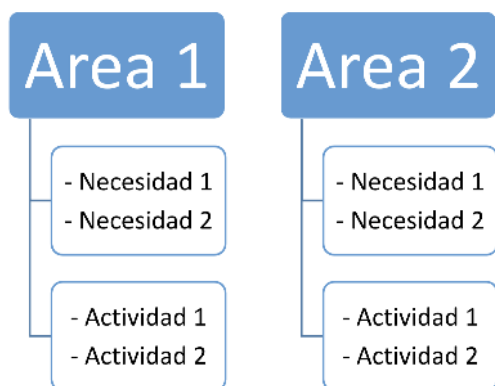 Area 1
- Necesidad 1
- Necesidad 2
- Actividad 1
- Actividad 2
Area 2
- Necesidad 1
- Necesidad 2
- Actividad 1
- Actividad 2